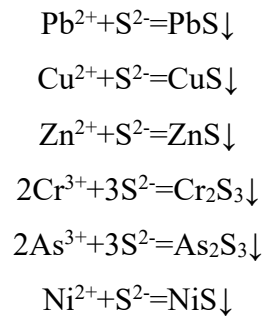 Pb²⁺+S²⁻=PbS↓
Cu²⁺+S²⁻=CuS↓
Zn²⁺+S²⁻=ZnS↓
2Cr³⁺+3S²⁻=Cr₂S₃↓
2As³⁺+3S²⁻=As₂S₃↓
Ni²⁺+S²⁻=NiS↓